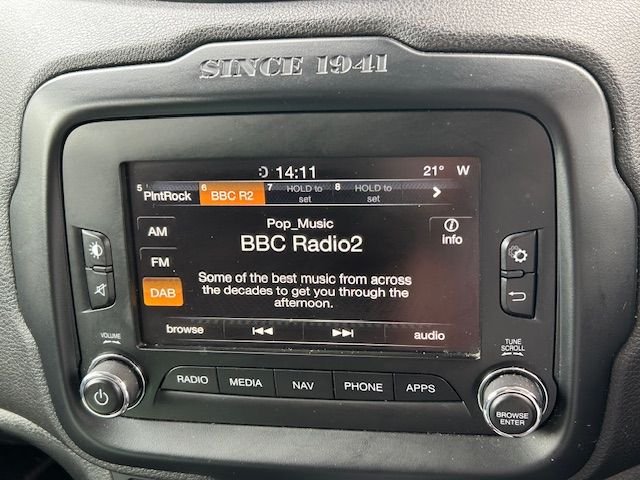 SINCE 1941
14:11
21° W
5 PlntRock
6 BBC R2
7 HOLD to set
8 HOLD to set
AM
FM
DAB
Pop_Music
BBC Radio2
Some of the best music from across
the decades to get you through the
afternoon.
info
browse
audio
VOLUME
TUNE
SCROLL
RADIO MEDIA NAV PHONE APPS
BROWSE
ENTER